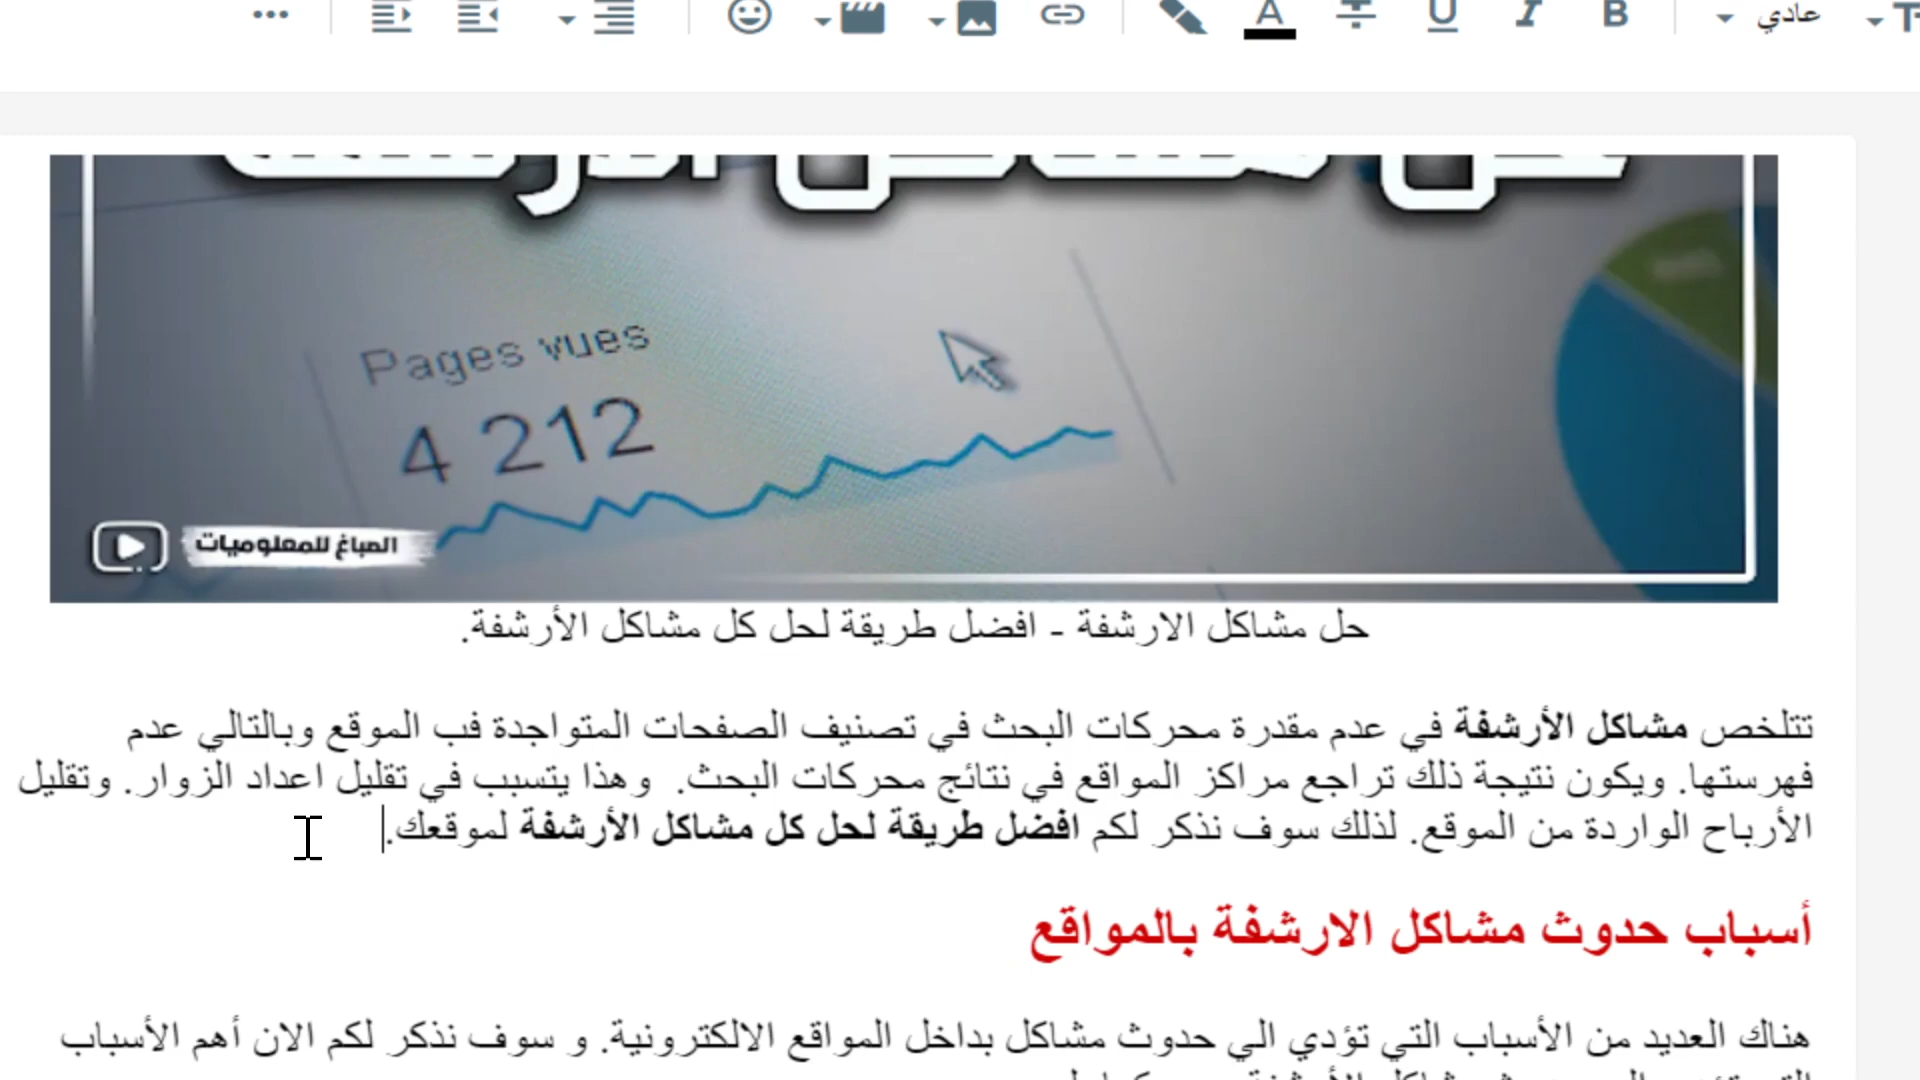 عادي
Pages vues
4 212
الصباغ للمعلوميات
حل مشاكل الارشفة - افضل طريقة لحل كل مشاكل الأرشفة.
تتلخص مشاكل الأرشفة في عدم مقدرة محركات البحث في تصنيف الصفحات المتواجدة فب الموقع وبالتالي عدم
فهرستها. ويكون نتيجة ذلك تراجع مراكز المواقع في نتائج محركات البحث. وهذا يتسبب في تقليل اعداد الزوار. وتقليل
الأرباح الواردة من الموقع. لذلك سوف نذكر لكم افضل طريقة لحل كل مشاكل الأرشفة لموقعك.
أسباب حدوث مشاكل الارشفة بالمواقع
هناك العديد من الأسباب التي تؤدي الي حدوث مشاكل بداخل المواقع الالكترونية. و سوف نذكر لكم الان أهم الأسباب